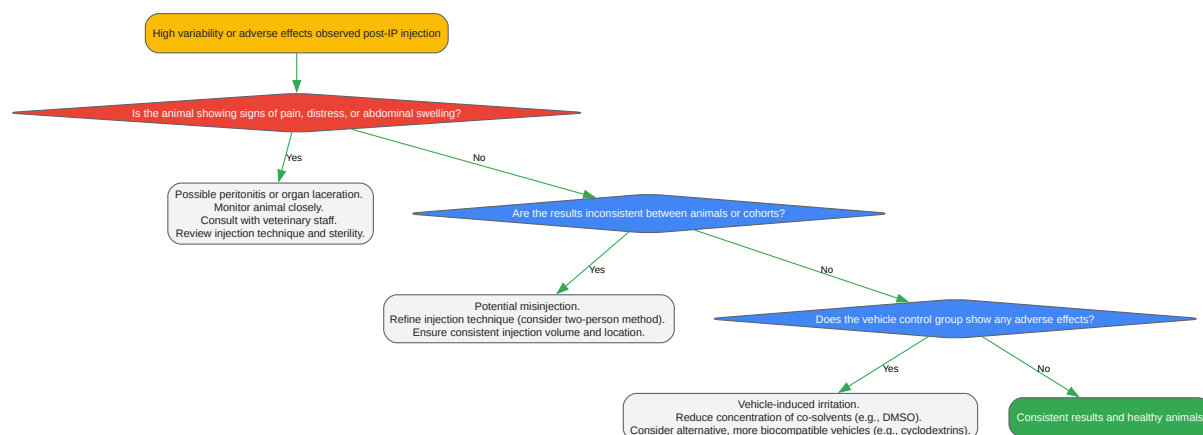 High variability or adverse effects observed post-IP injection
Is the animal showing signs of pain, distress, or abdominal swelling?
Yes
No
Possible peritonitis or organ laceration.
Monitor animal closely.
Consult with veterinary staff.
Review injection technique and sterility.
Are the results inconsistent between animals or cohorts?
Yes
No
Potential misinjection.
Refine injection technique (consider two-person method).
Ensure consistent injection volume and location.
Does the vehicle control group show any adverse effects?
Yes
No
Vehicle-induced irritation.
Reduce concentration of co-solvents (e.g., DMSO).
Consider alternative, more biocompatible vehicles (e.g., cyclodextrins).
Consistent results and healthy animals